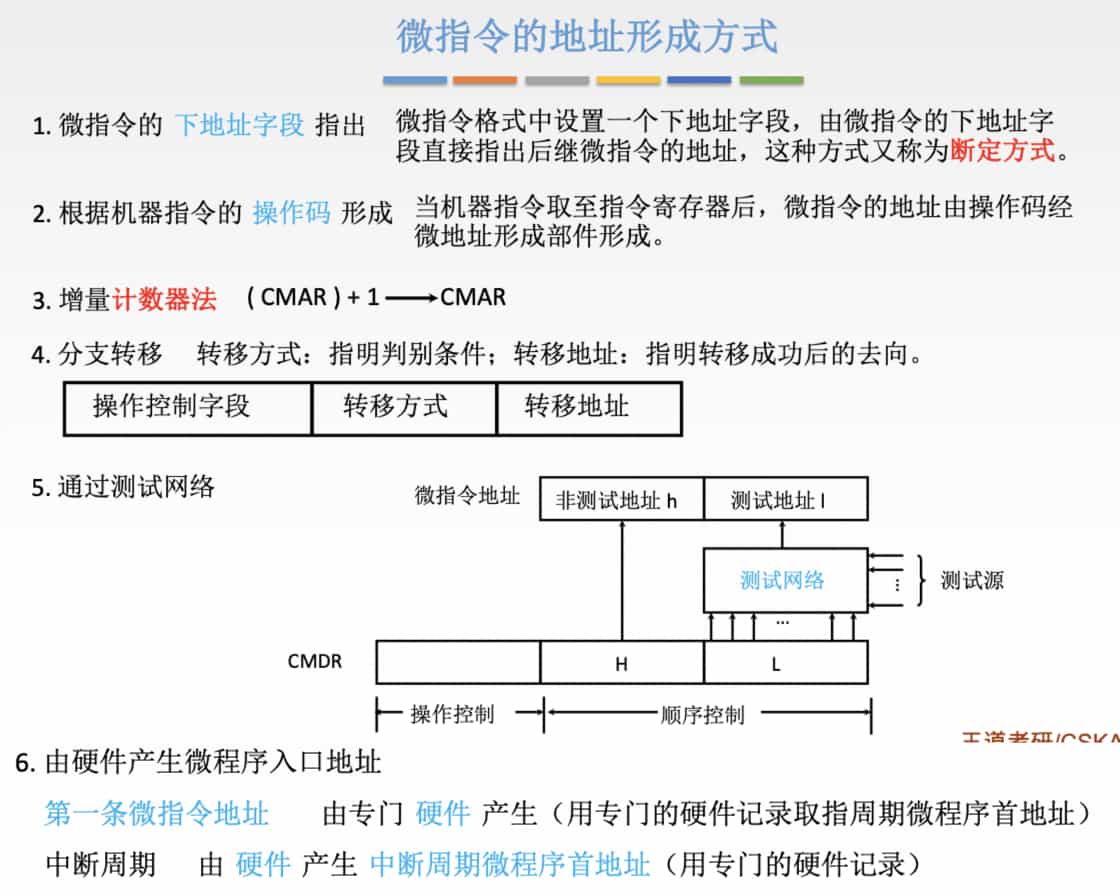 微指令的地址形成方式
1. 微指令的 下地址字段 指出
微指令格式中设置一个下地址字段，由微指令的下地址字
段直接指出后继微指令的地址，这种方式又称为断定方式。
2. 根据机器指令的 操作码 形成
当机器指令取至指令寄存器后，微指令的地址由操作码经
微地址形成部件形成。
3. 增量计数器法 ( CMAR ) + 1 → CMAR
4. 分支转移 转移方式：指明判别条件；转移地址：指明转移成功后的去向。
操作控制字段 转移方式 转移地址
5. 通过测试网络
微指令地址 非测试地址 h 测试地址 l
测试网络 ⋮ } 测试源
...
CMDR H L
操作控制 顺序控制
王道考研/CSKA
6. 由硬件产生微程序入口地址
第一条微指令地址 由专门 硬件 产生（用专门的硬件记录取指周期微程序首地址）
中断周期 由 硬件 产生 中断周期微程序首地址（用专门的硬件记录）